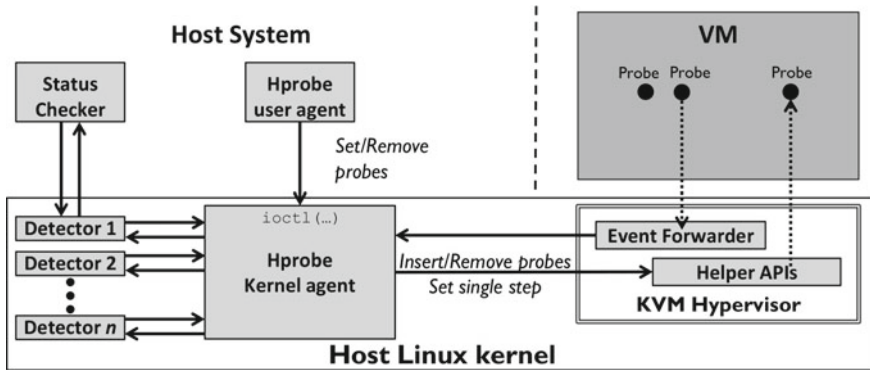 Host System
VM
Probe
Probe
Probe
Status
Checker
Hprobe
user agent
Set/Remove
probes
ioctl(…)
Detector 1
Detector 2
Detector n
Hprobe
Kernel agent
Event Forwarder
Insert/Remove probes
Set single step
Helper APIs
KVM Hypervisor
Host Linux kernel